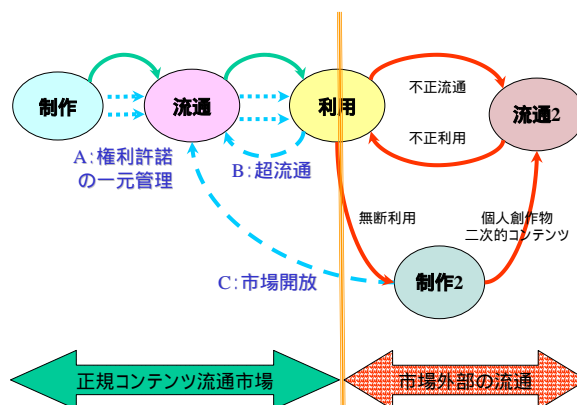 制作
流通
利用
不正流通
流通2
不正利用
A：権利許諾
の一元管理
B：超流通
無断利用
個人創作物
二次的コンテンツ
C：市場開放
制作2
正規コンテンツ流通市場
市場外部の流通